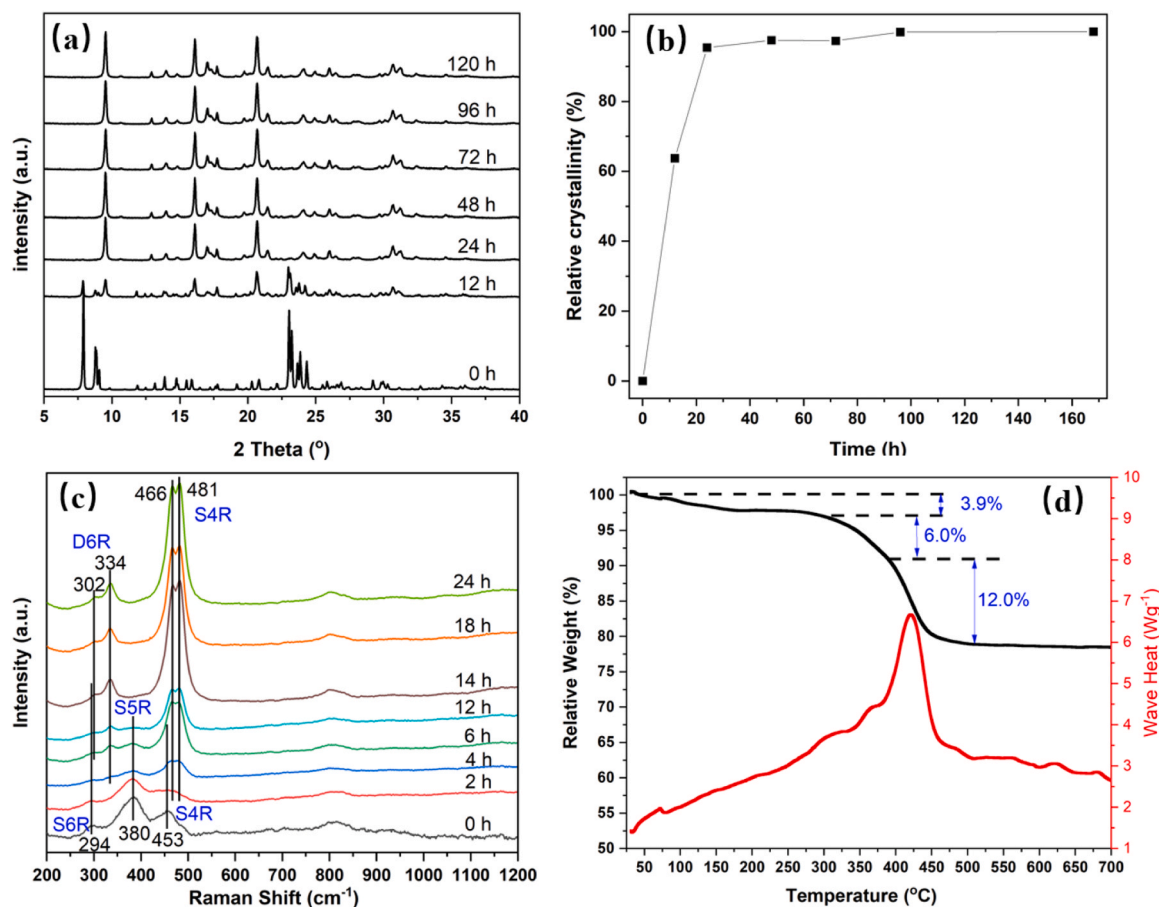 (a)
120 h
96 h
72 h
48 h
24 h
12 h
0 h
intensity (a.u.)
5 10 15 20 25 30 35 40
2 Theta (°)
(b)
100
80
60
40
20
0
Relative crystallinity (%)
0 20 40 60 80 100 120 140 160
Time (h)
(c)
466 481
S4R
D6R
334
302
24 h
18 h
14 h
S5R
12 h
6 h
4 h
2 h
S6R S4R
0 h
294 380 453
Intensity (a.u.)
200 300 400 500 600 700 800 900 1000 1100 1200
Raman Shift (cm⁻¹)
(d)
100
95
90
85
80
75
70
65
60
55
50
Relative Weight (%)
3.9%
6.0%
12.0%
10
9
8
7
6
5
4
3
2
1
Wave Heat (Wg⁻¹)
50 100 150 200 250 300 350 400 450 500 550 600 650 700
Temperature (°C)